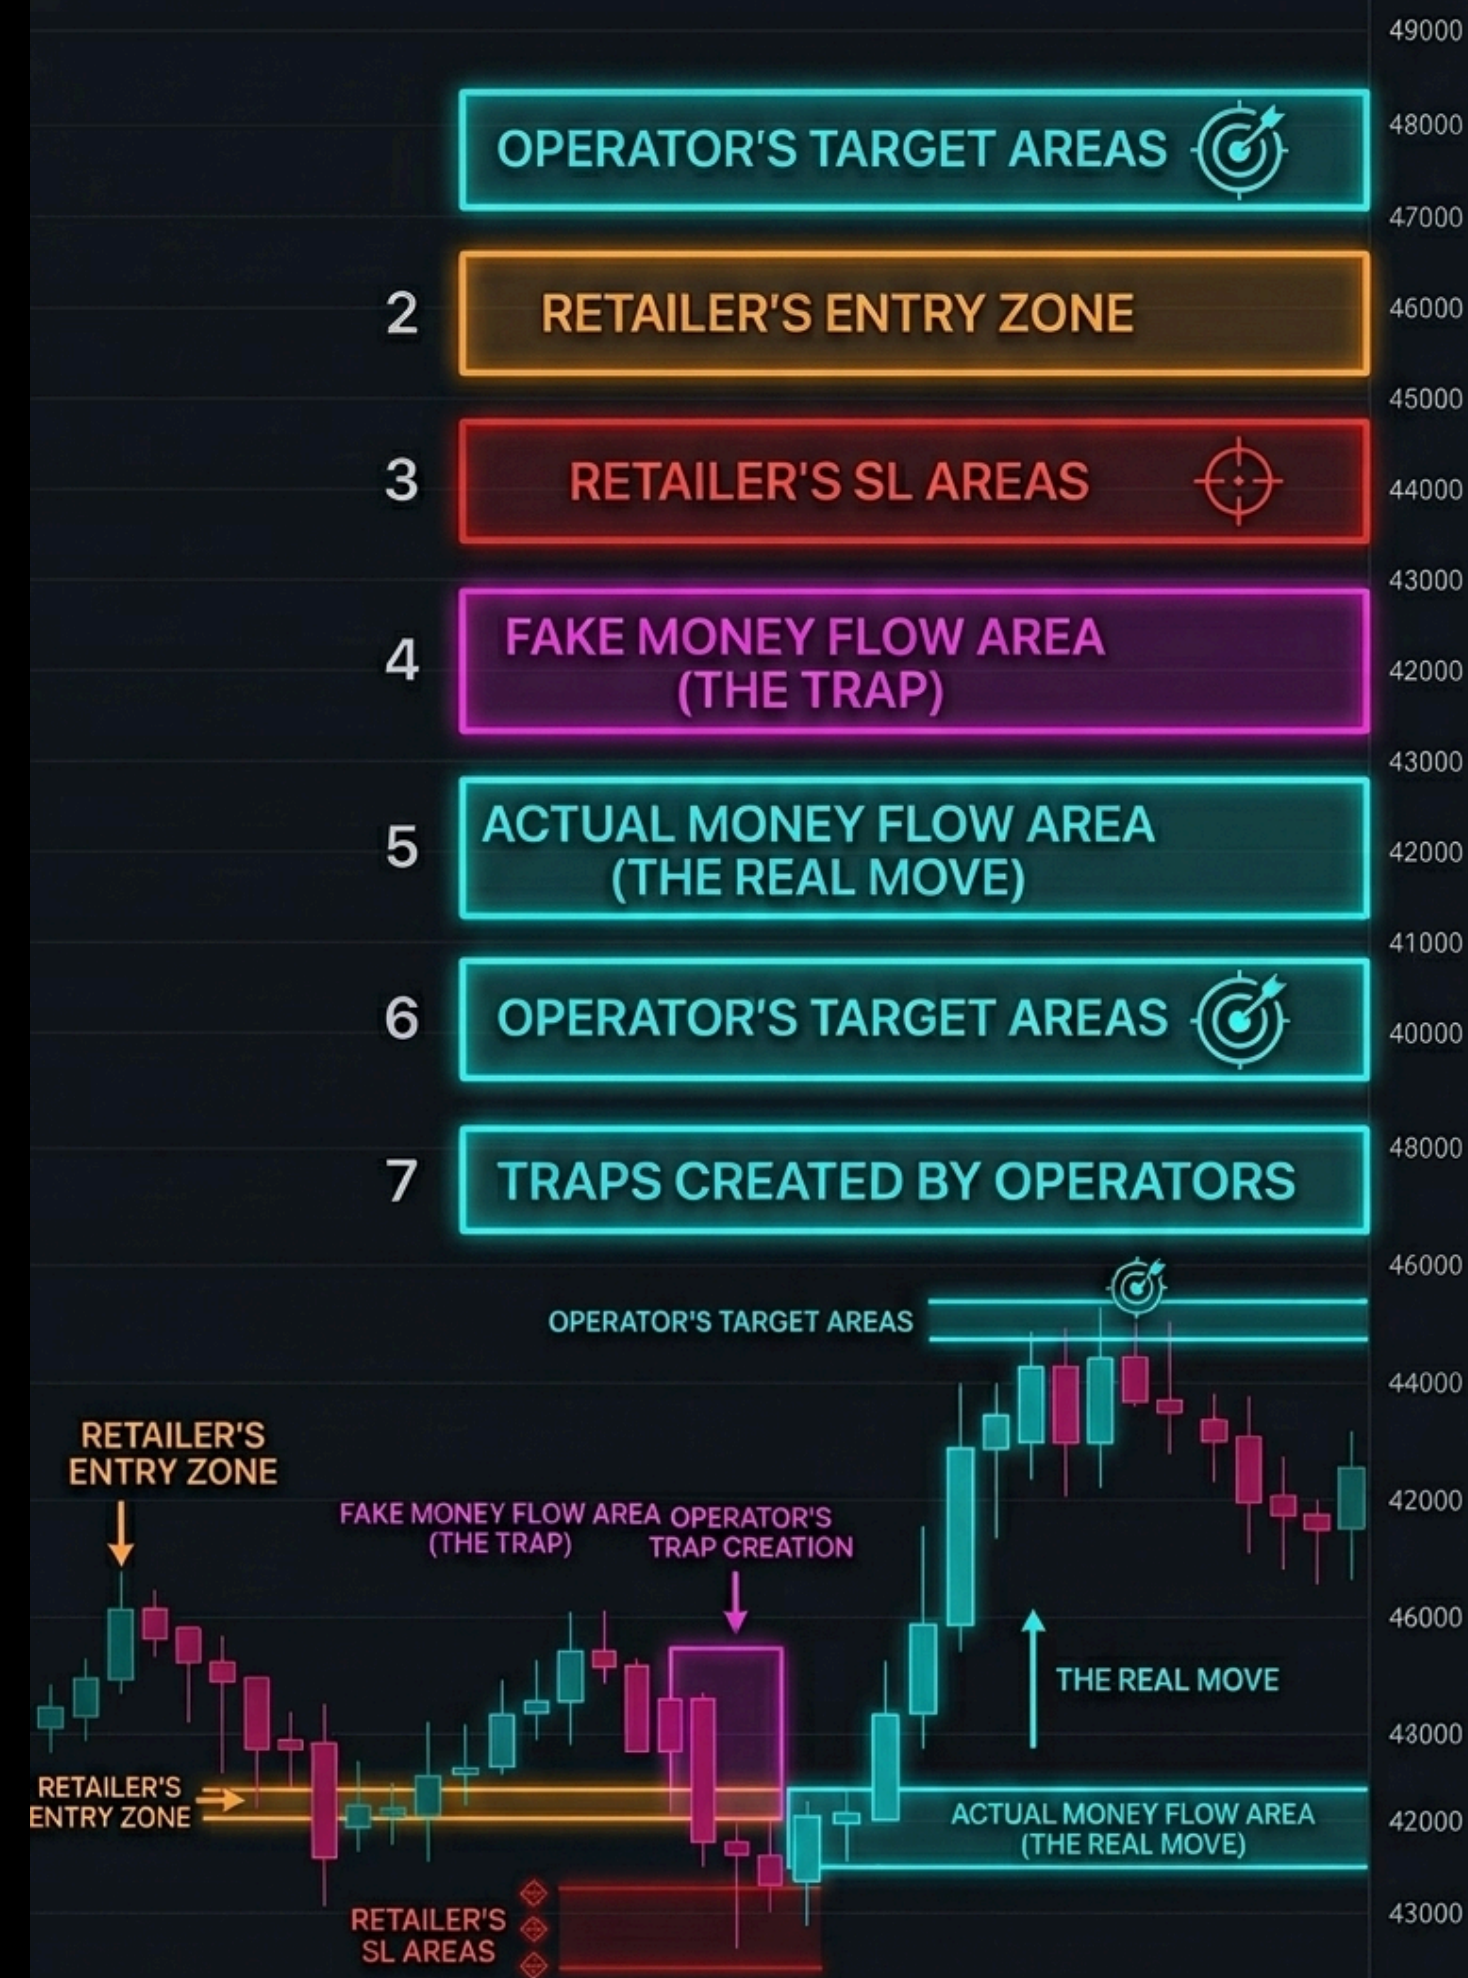 49000
OPERATOR'S TARGET AREAS
48000
47000
2
RETAILER'S ENTRY ZONE
46000
45000
3
RETAILER'S SL AREAS
44000
43000
4
FAKE MONEY FLOW AREA
(THE TRAP)
42000
43000
5
ACTUAL MONEY FLOW AREA
(THE REAL MOVE)
42000
41000
6
OPERATOR'S TARGET AREAS
40000
48000
7
TRAPS CREATED BY OPERATORS
46000
OPERATOR'S TARGET AREAS
44000
RETAILER'S
ENTRY ZONE
42000
FAKE MONEY FLOW AREA
(THE TRAP)
OPERATOR'S
TRAP CREATION
46000
THE REAL MOVE
43000
RETAILER'S
ENTRY ZONE
ACTUAL MONEY FLOW AREA
(THE REAL MOVE)
42000
RETAILER'S
SL AREAS
43000